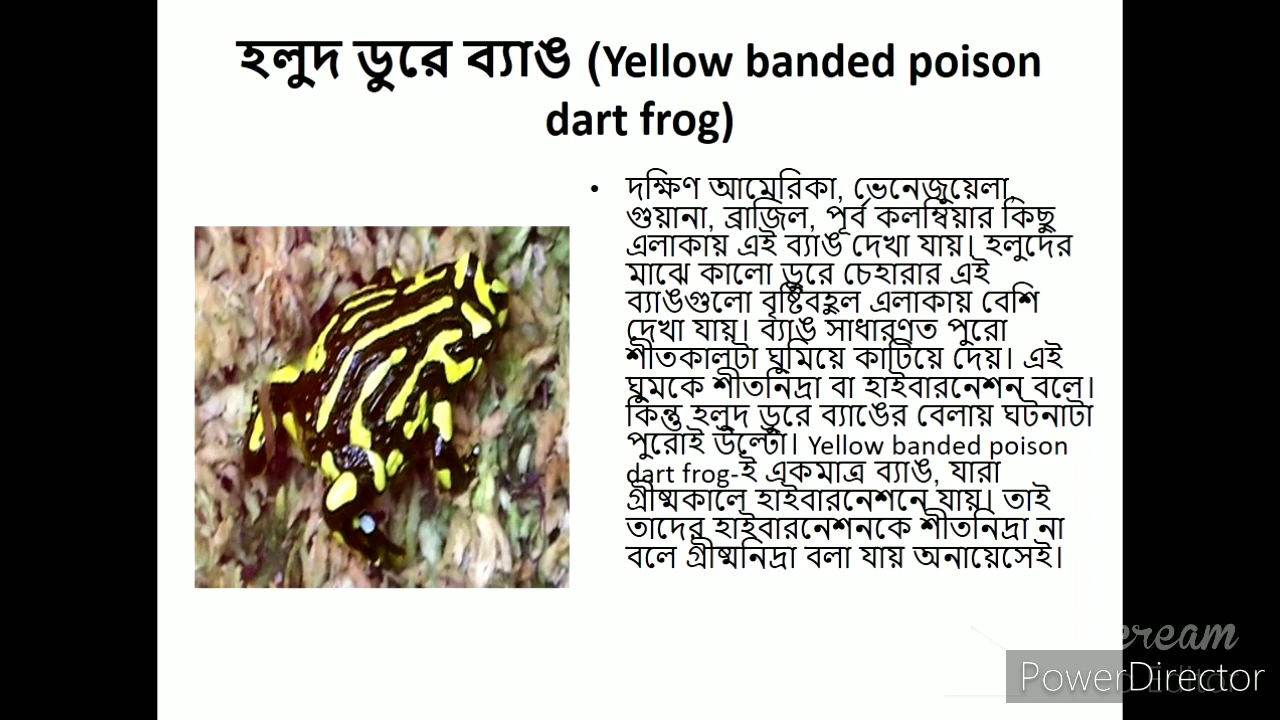 হলুদ ডুরে ব্যাঙ (Yellow banded poison
dart frog)
• দক্ষিণ আমেরিকা, ভেনেজুয়েলা,
গুয়ানা, ব্রাজিল, পূর্ব কলম্বিয়ার কিছু
এলাকায় এই ব্যাঙ দেখা যায়। হলুদের
মাঝে কালো ডুরে চেহারার এই
ব্যাঙগুলো বৃষ্টিবহুল এলাকায় বেশি
দেখা যায়। ব্যাঙ সাধারণত পুরো
শীতকালটা ঘুমিয়ে কাটিয়ে দেয়। এই
ঘুমকে শীতনিদ্রা বা হাইবারনেশন বলে।
কিন্তু হলুদ ডুরে ব্যাঙের বেলায় ঘটনাটা
পুরোই উল্টো। Yellow banded poison
dart frog-ই একমাত্র ব্যাঙ, যারা
গ্রীষ্মকালে হাইবারনেশনে যায়। তাই
তাদের হাইবারনেশনকে শীতনিদ্রা না
বলে গ্রীষ্মনিদ্রা বলা যায় অনায়েসেই।
PowerDirector